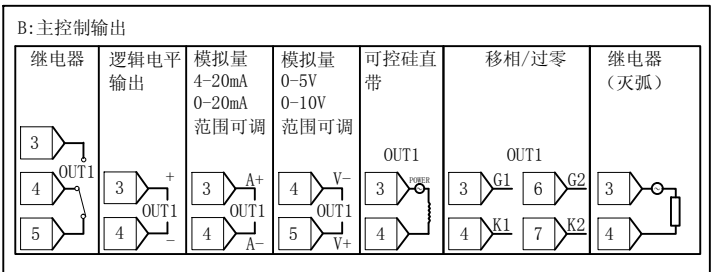 B:主控制输出
继电器
3
4
5
OUT1
逻辑电平
输出
3
4
+
OUT1
-
模拟量
4-20mA
0-20mA
范围可调
3
4
A+
OUT1
A-
模拟量
0-5V
0-10V
范围可调
4
5
V-
OUT1
V+
可控硅直
带
OUT1
3
4
POWER
移相/过零
OUT1
3
G1
6
G2
4
K1
7
K2
继电器
(灭弧)
3
~
4